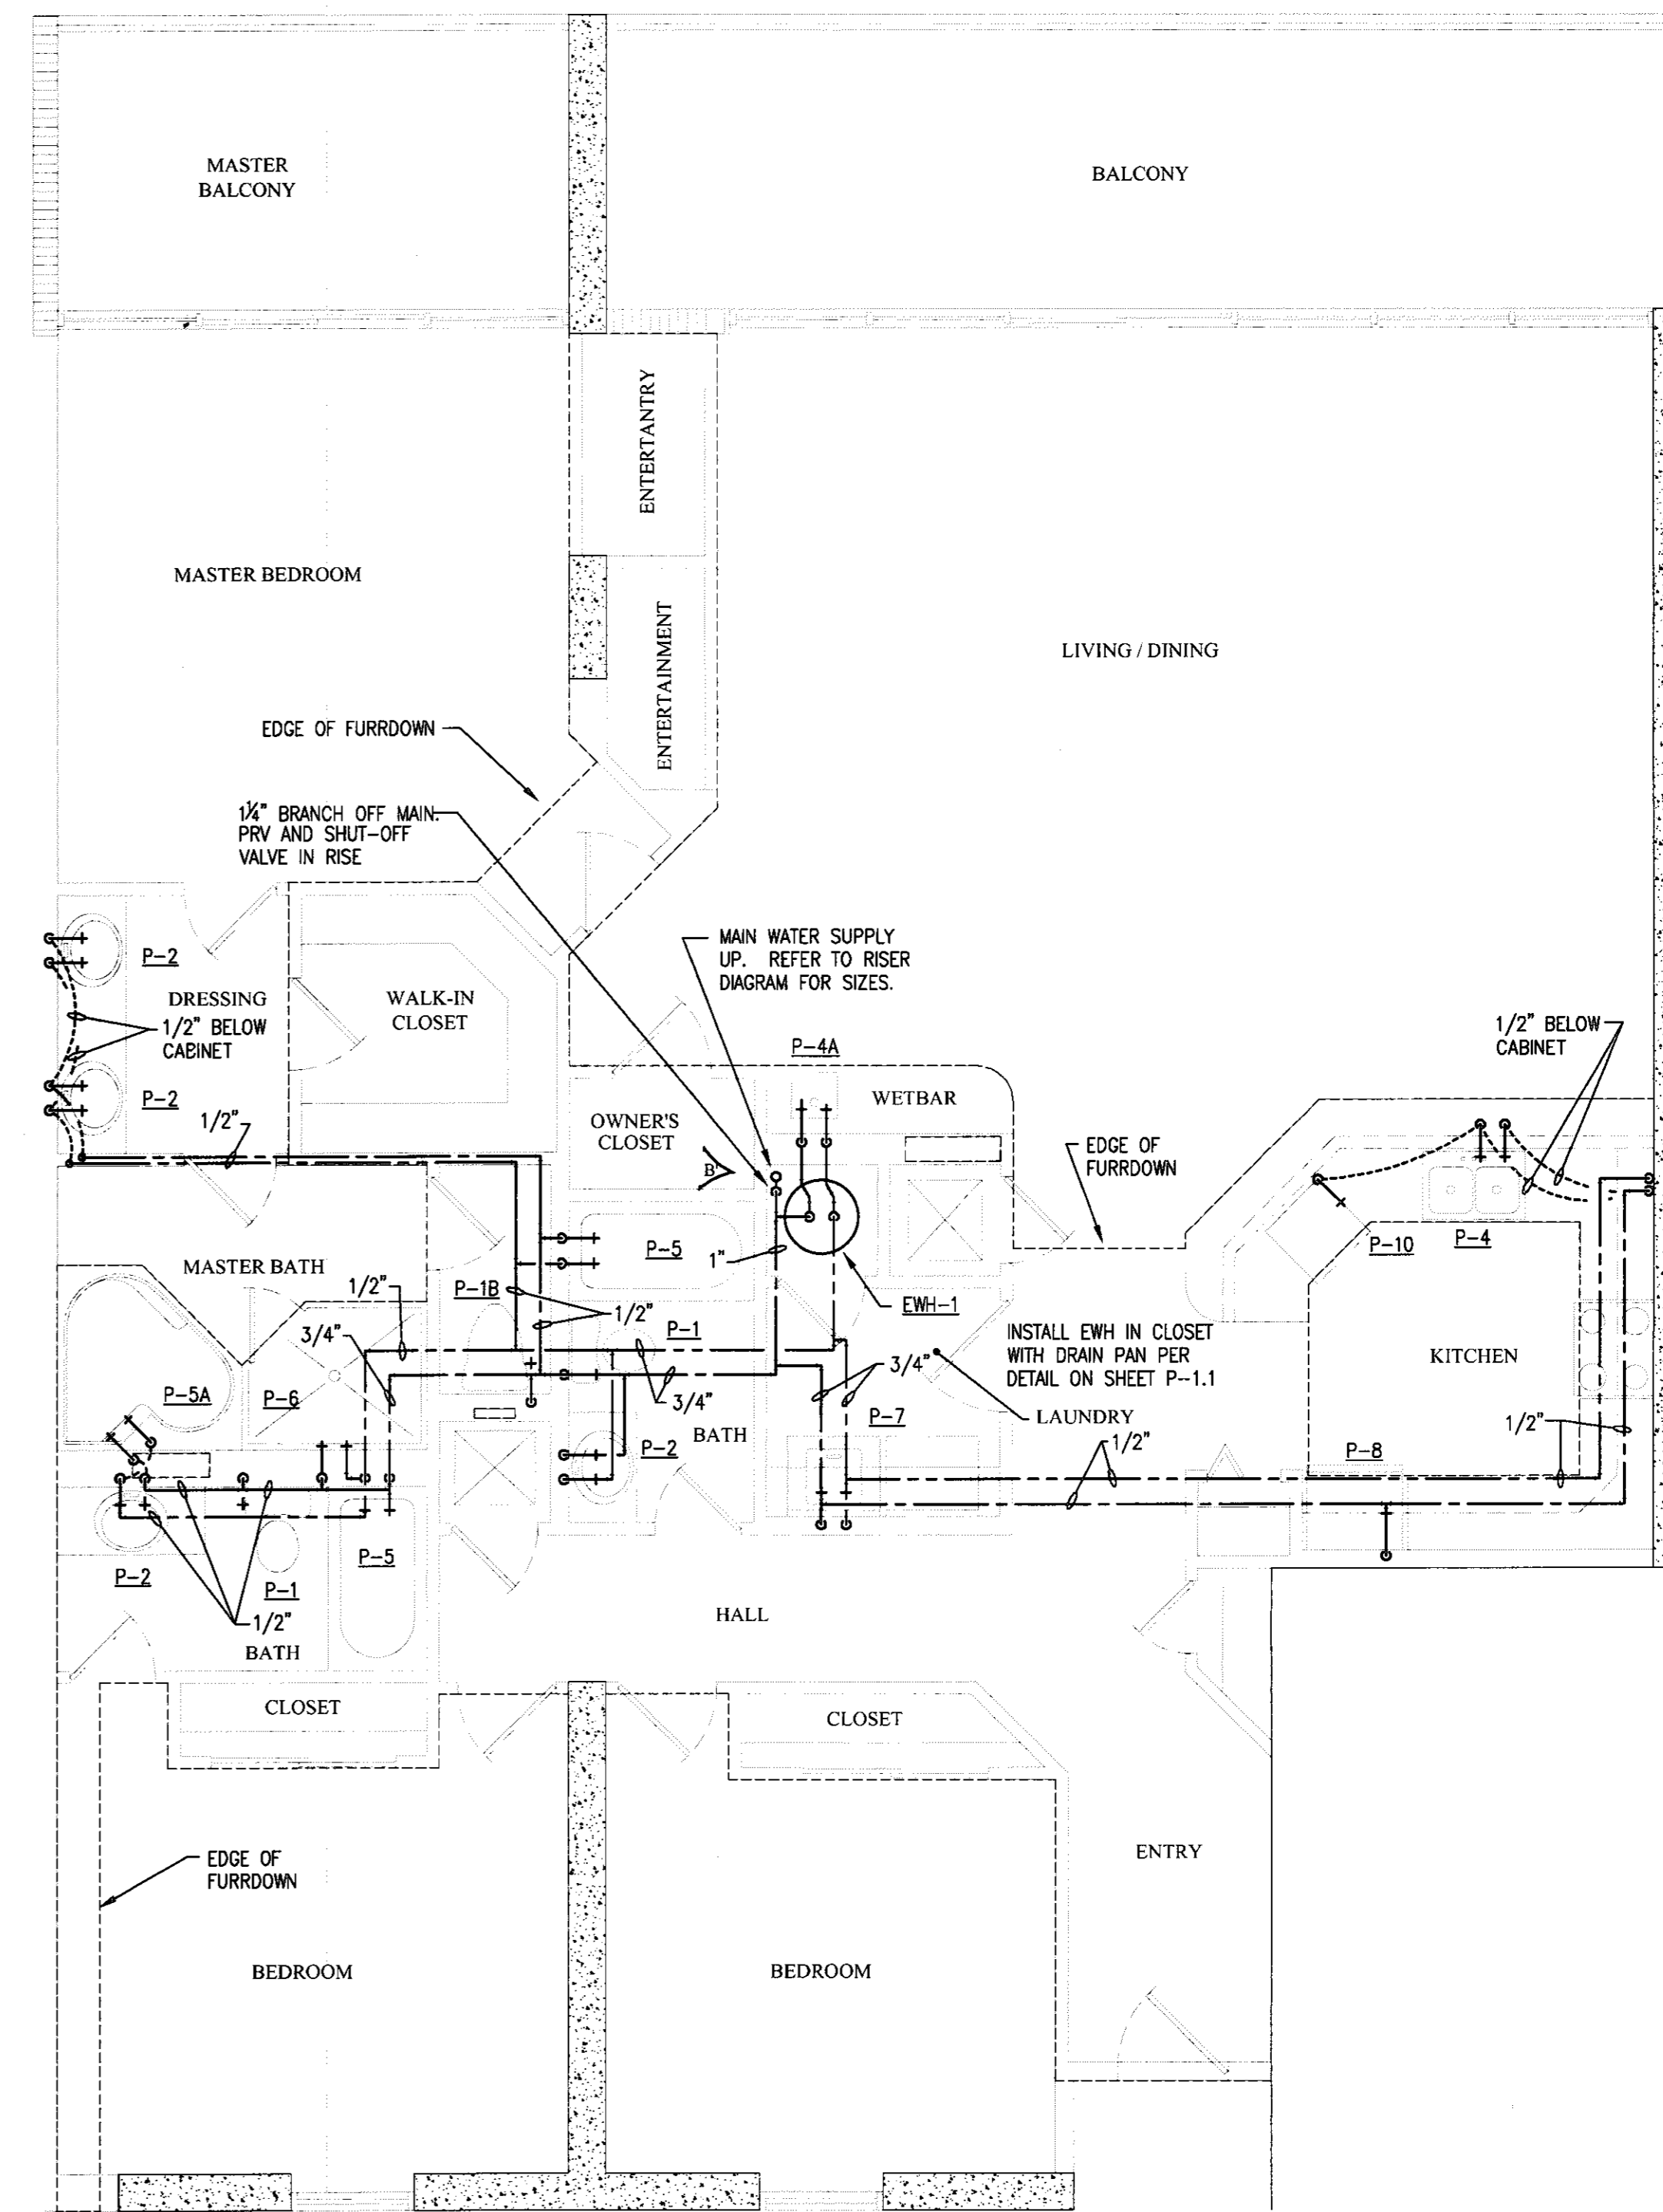 MASTER
BALCONY
BALCONY
ENTERTANTRY
MASTER BEDROOM
ENTERTAINMENT
LIVING / DINING
EDGE OF FURRDOWN
1¼" BRANCH OFF MAIN.
PRV AND SHUT-OFF
VALVE IN RISE
MAIN WATER SUPPLY
UP. REFER TO RISER
DIAGRAM FOR SIZES.
P-2
DRESSING
1/2" BELOW
CABINET
WALK-IN
CLOSET
1/2" BELOW
CABINET
P-4A
P-2
1/2"
OWNER'S
CLOSET
WETBAR
B'
EDGE OF
FURRDOWN
P-5
1"
P-10
P-4
MASTER BATH
1/2"
P-1B
1/2"
EWH-1
3/4"
P-1
INSTALL EWH IN CLOSET
WITH DRAIN PAN PER
DETAIL ON SHEET P-1.1
3/4"
KITCHEN
P-5A
P-6
3/4"
P-7
LAUNDRY
BATH
P-2
1/2"
P-8
1/2"
P-5
P-2
P-1
1/2"
BATH
HALL
CLOSET
CLOSET
EDGE OF
FURRDOWN
ENTRY
BEDROOM
BEDROOM